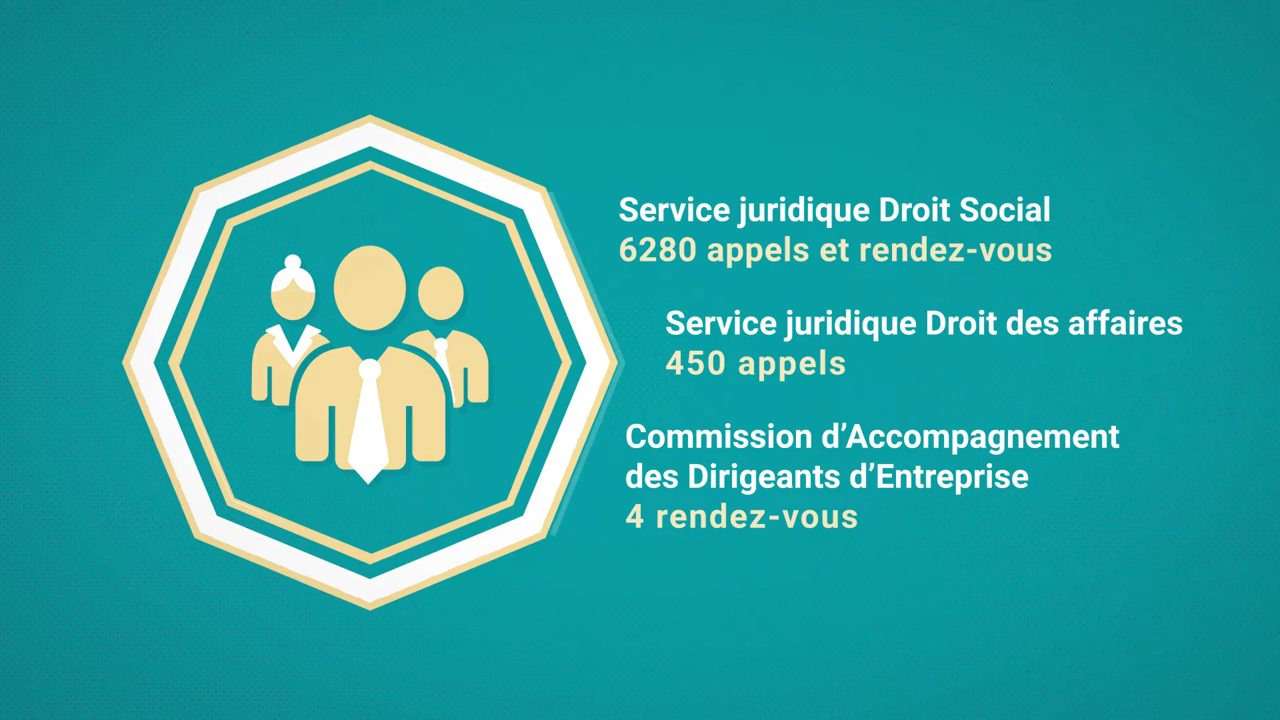 Service juridique Droit Social
6280 appels et rendez-vous
Service juridique Droit des affaires
450 appels
Commission d’Accompagnement
des Dirigeants d’Entreprise
4 rendez-vous